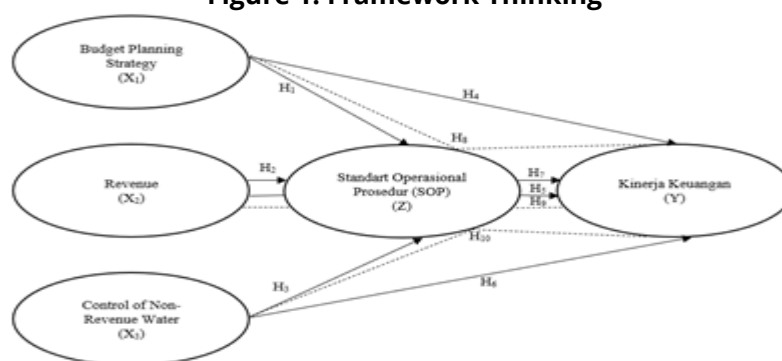 Figure 1. Framework Thinking
Budget Planning
Strategy
(X₁)
H₁
H₄
H₈
Revenue
(X₂)
H₂
Standart Operasional
Prosedur (SOP)
(Z)
H₇
H₅
H₉
Kinerja Keuangan
(Y)
H₁₀
H₃
H₆
Control of Non-
Revenue Water
(X₃)